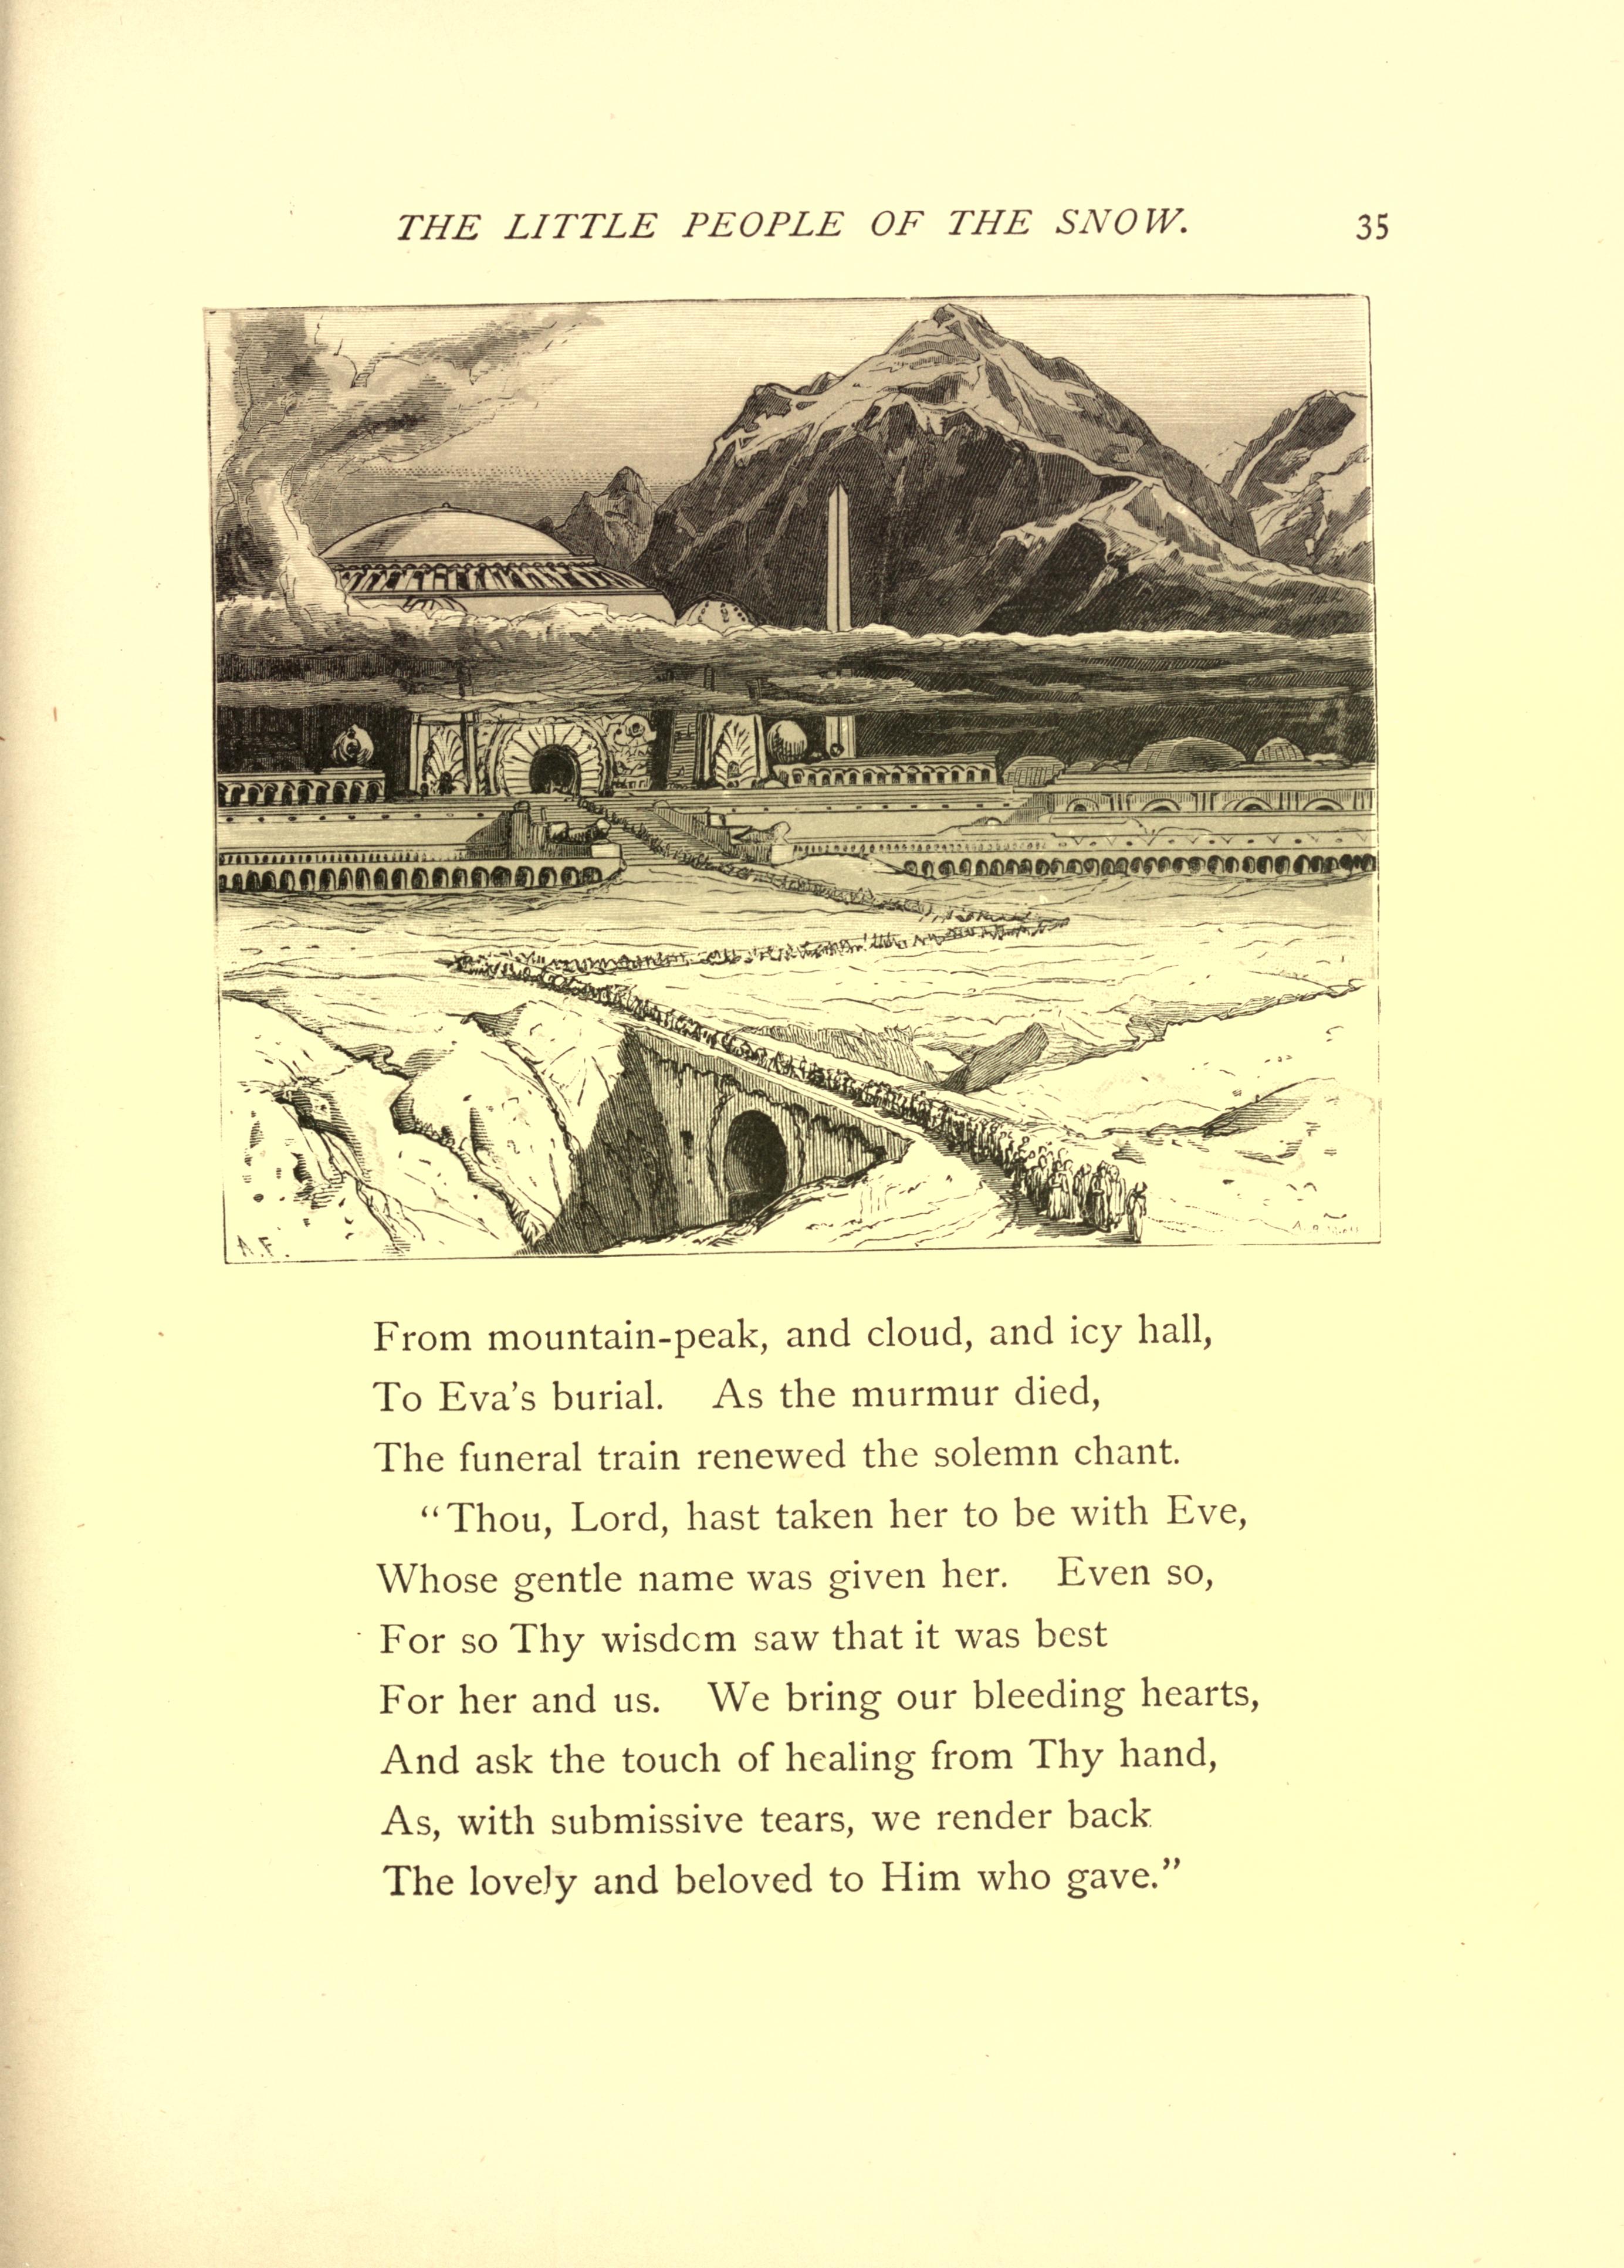 THE LITTLE PEOPLE OF THE SNOW. 35
A.F.
From mountain-peak, and cloud, and icy hall,
To Eva's burial. As the murmur died,
The funeral train renewed the solemn chant.
“Thou, Lord, hast taken her to be with Eve,
Whose gentle name was given her. Even so,
For so Thy wisdom saw that it was best
For her and us. We bring our bleeding hearts,
And ask the touch of healing from Thy hand,
As, with submissive tears, we render back
The lovely and beloved to Him who gave.”